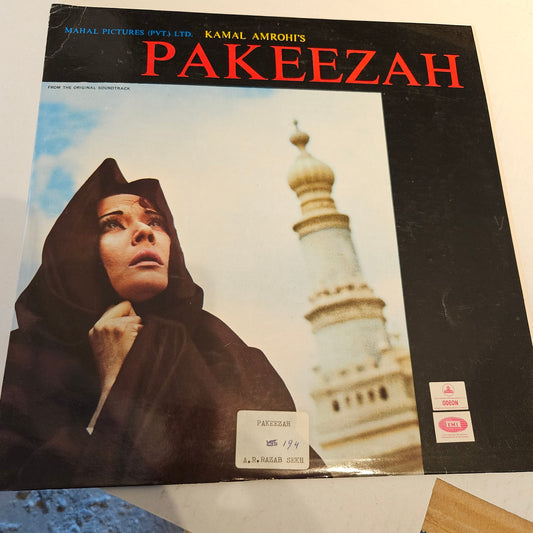 MAHAL PICTURES (PVT.) LTD. KAMAL AMROHI'S
PAKEEZAH
FROM THE ORIGINAL SOUNDTRACK
ODEON
EMI
PAKEEZAH
194
A.R.RAZAB SEKH